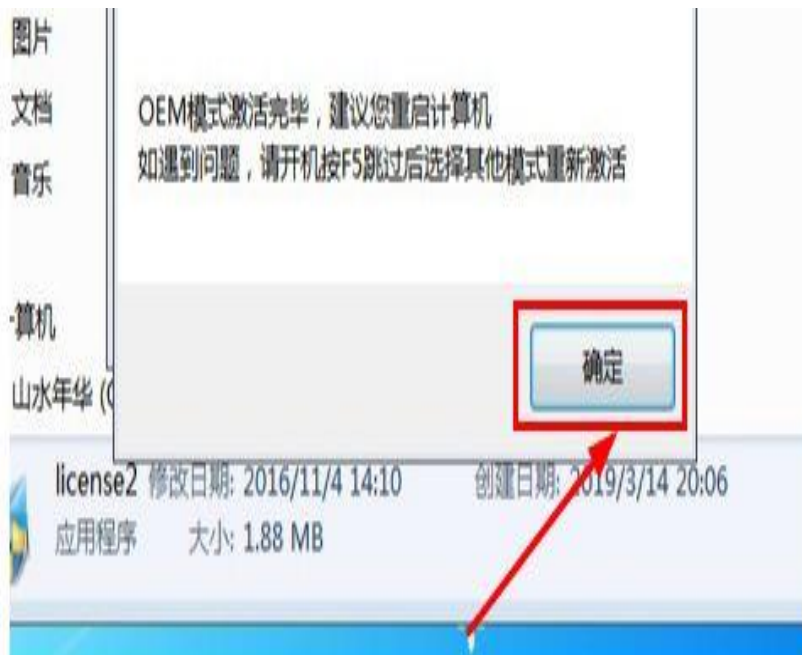 图片
文档
音乐
OEM模式激活完毕，建议您重启计算机
如遇到问题，请开机按F5跳过后选择其他模式重新激活
算机
山水年华 (
确定
license2 修改日期: 2016/11/4 14:10 创建日期: 2019/3/14 20:06
应用程序 大小: 1.88 MB